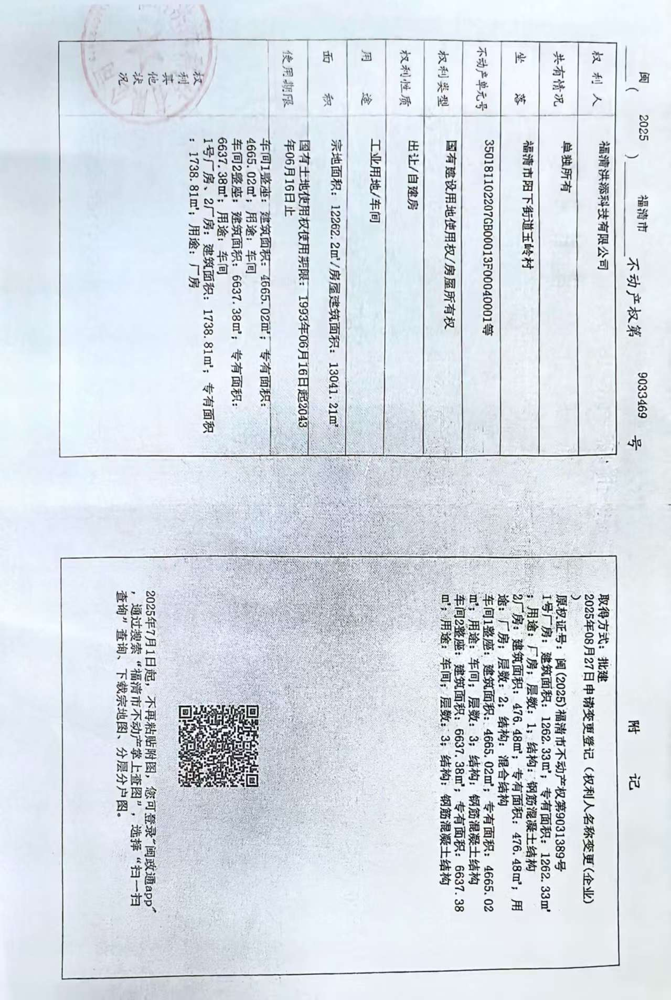 闽( 2025 ) 福清市 不动产权第 9033469 号
权利人 福清洪添科技有限公司
共有情况 单独所有
坐落 福清市阳下街道玉岭村
不动产单元号 350181102207GB00013F00040001等
权利类型 国有建设用地使用权/房屋所有权
权利性质 出让/自建房
用途 工业用地/车间
面积 宗地面积：12262.2㎡/房屋建筑面积：13041.21㎡
使用期限 国有土地使用权使用期限：1993年06月16日起2043
年06月16日止
权利其他状况
车间1整座：建筑面积：4665.02㎡；专有面积：
4665.02㎡；用途：车间
车间2整座：建筑面积：6637.38㎡；专有面积：
6637.38㎡；用途：车间
1号厂房、2厂房：建筑面积：1738.81㎡；专有面积
：1738.81㎡；用途：厂房
附记
取得方式：批建
2025年08月27日申请变更登记（权利人名称变更(企业)
）
原权证号：闽(2025)福清市不动产权第9031389号
1号厂房：建筑面积：1262.33㎡；专有面积：1262.33㎡
；用途：厂房；层数：1；结构：钢筋混凝土结构
2厂房：建筑面积：476.48㎡；专有面积：476.48㎡；用
途：厂房；层数：2；结构：混合结构
车间1整座：建筑面积：4665.02㎡；专有面积：4665.02
㎡；用途：车间；层数：3；结构：钢筋混凝土结构
车间2整座：建筑面积：6637.38㎡；专有面积：6637.38
㎡；用途：车间；层数：3；结构：钢筋混凝土结构
2025年7月1日起，不再粘贴附图，您可登录“闽政通app”
，通过搜索“福清市不动产掌上查图”，选择“扫一扫
查询”查询、下载宗地图、分层分户图。